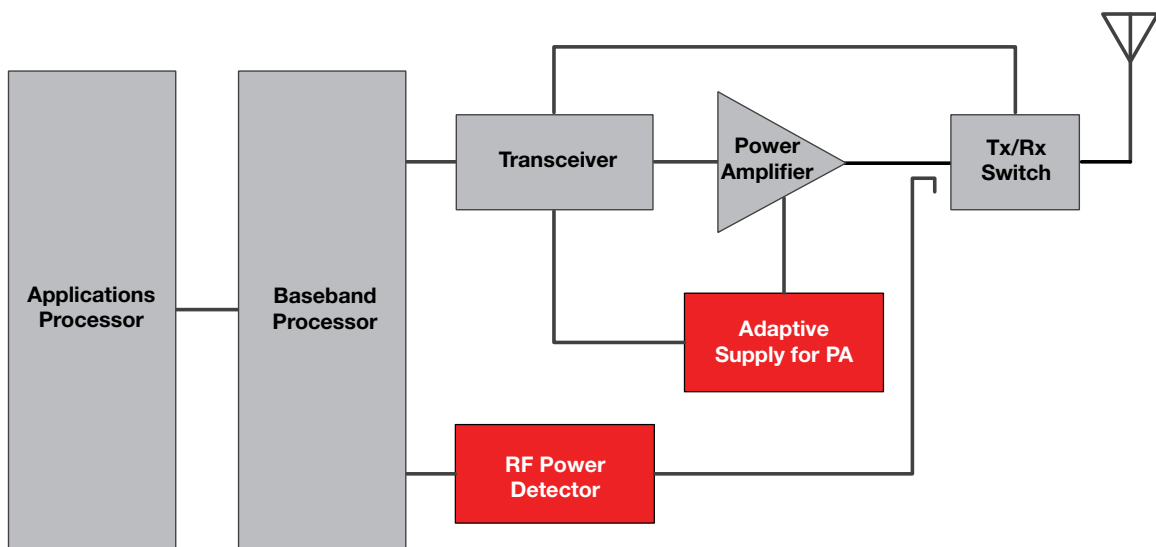 Applications
Processor
Baseband
Processor
Transceiver
Power
Amplifier
Tx/Rx
Switch
Adaptive
Supply for PA
RF Power
Detector